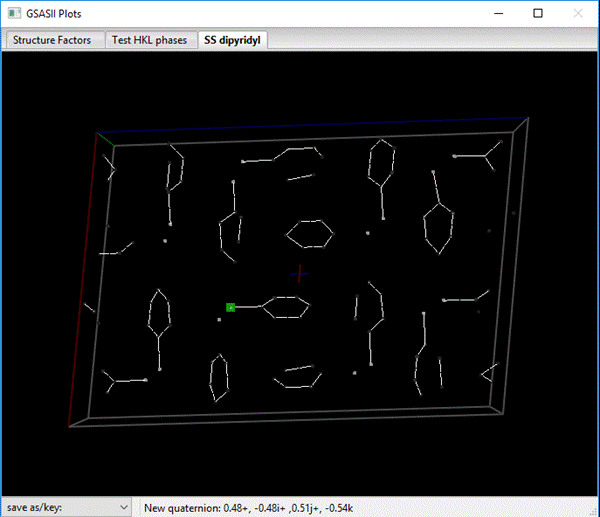 GSASII Plots
Structure Factors Test HKL phases SS dipyridyl
save as/key: New quaternion: 0.48+, -0.48i+ ,0.51j+, -0.54k